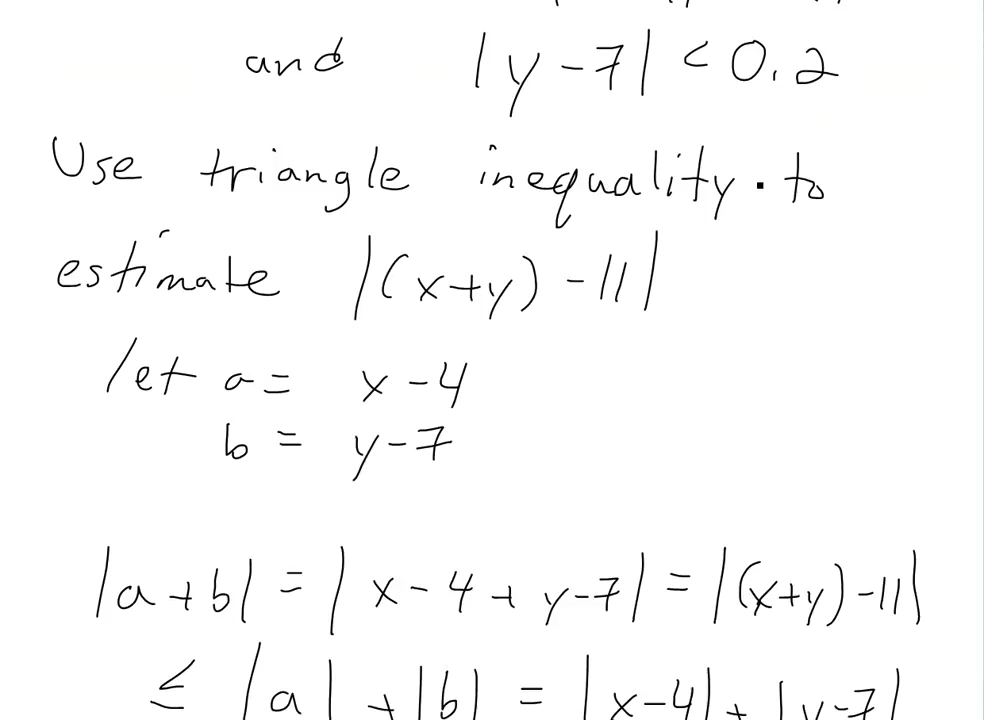 and |y-7| < 0.2
Use triangle inequality. to
estimate |(x+y) -11|
let a = x-4
b = y-7
|a+b| = |x-4+y-7| = |(x+y)-11|
≤ |a| + |b| = |x-4| + |y-7|